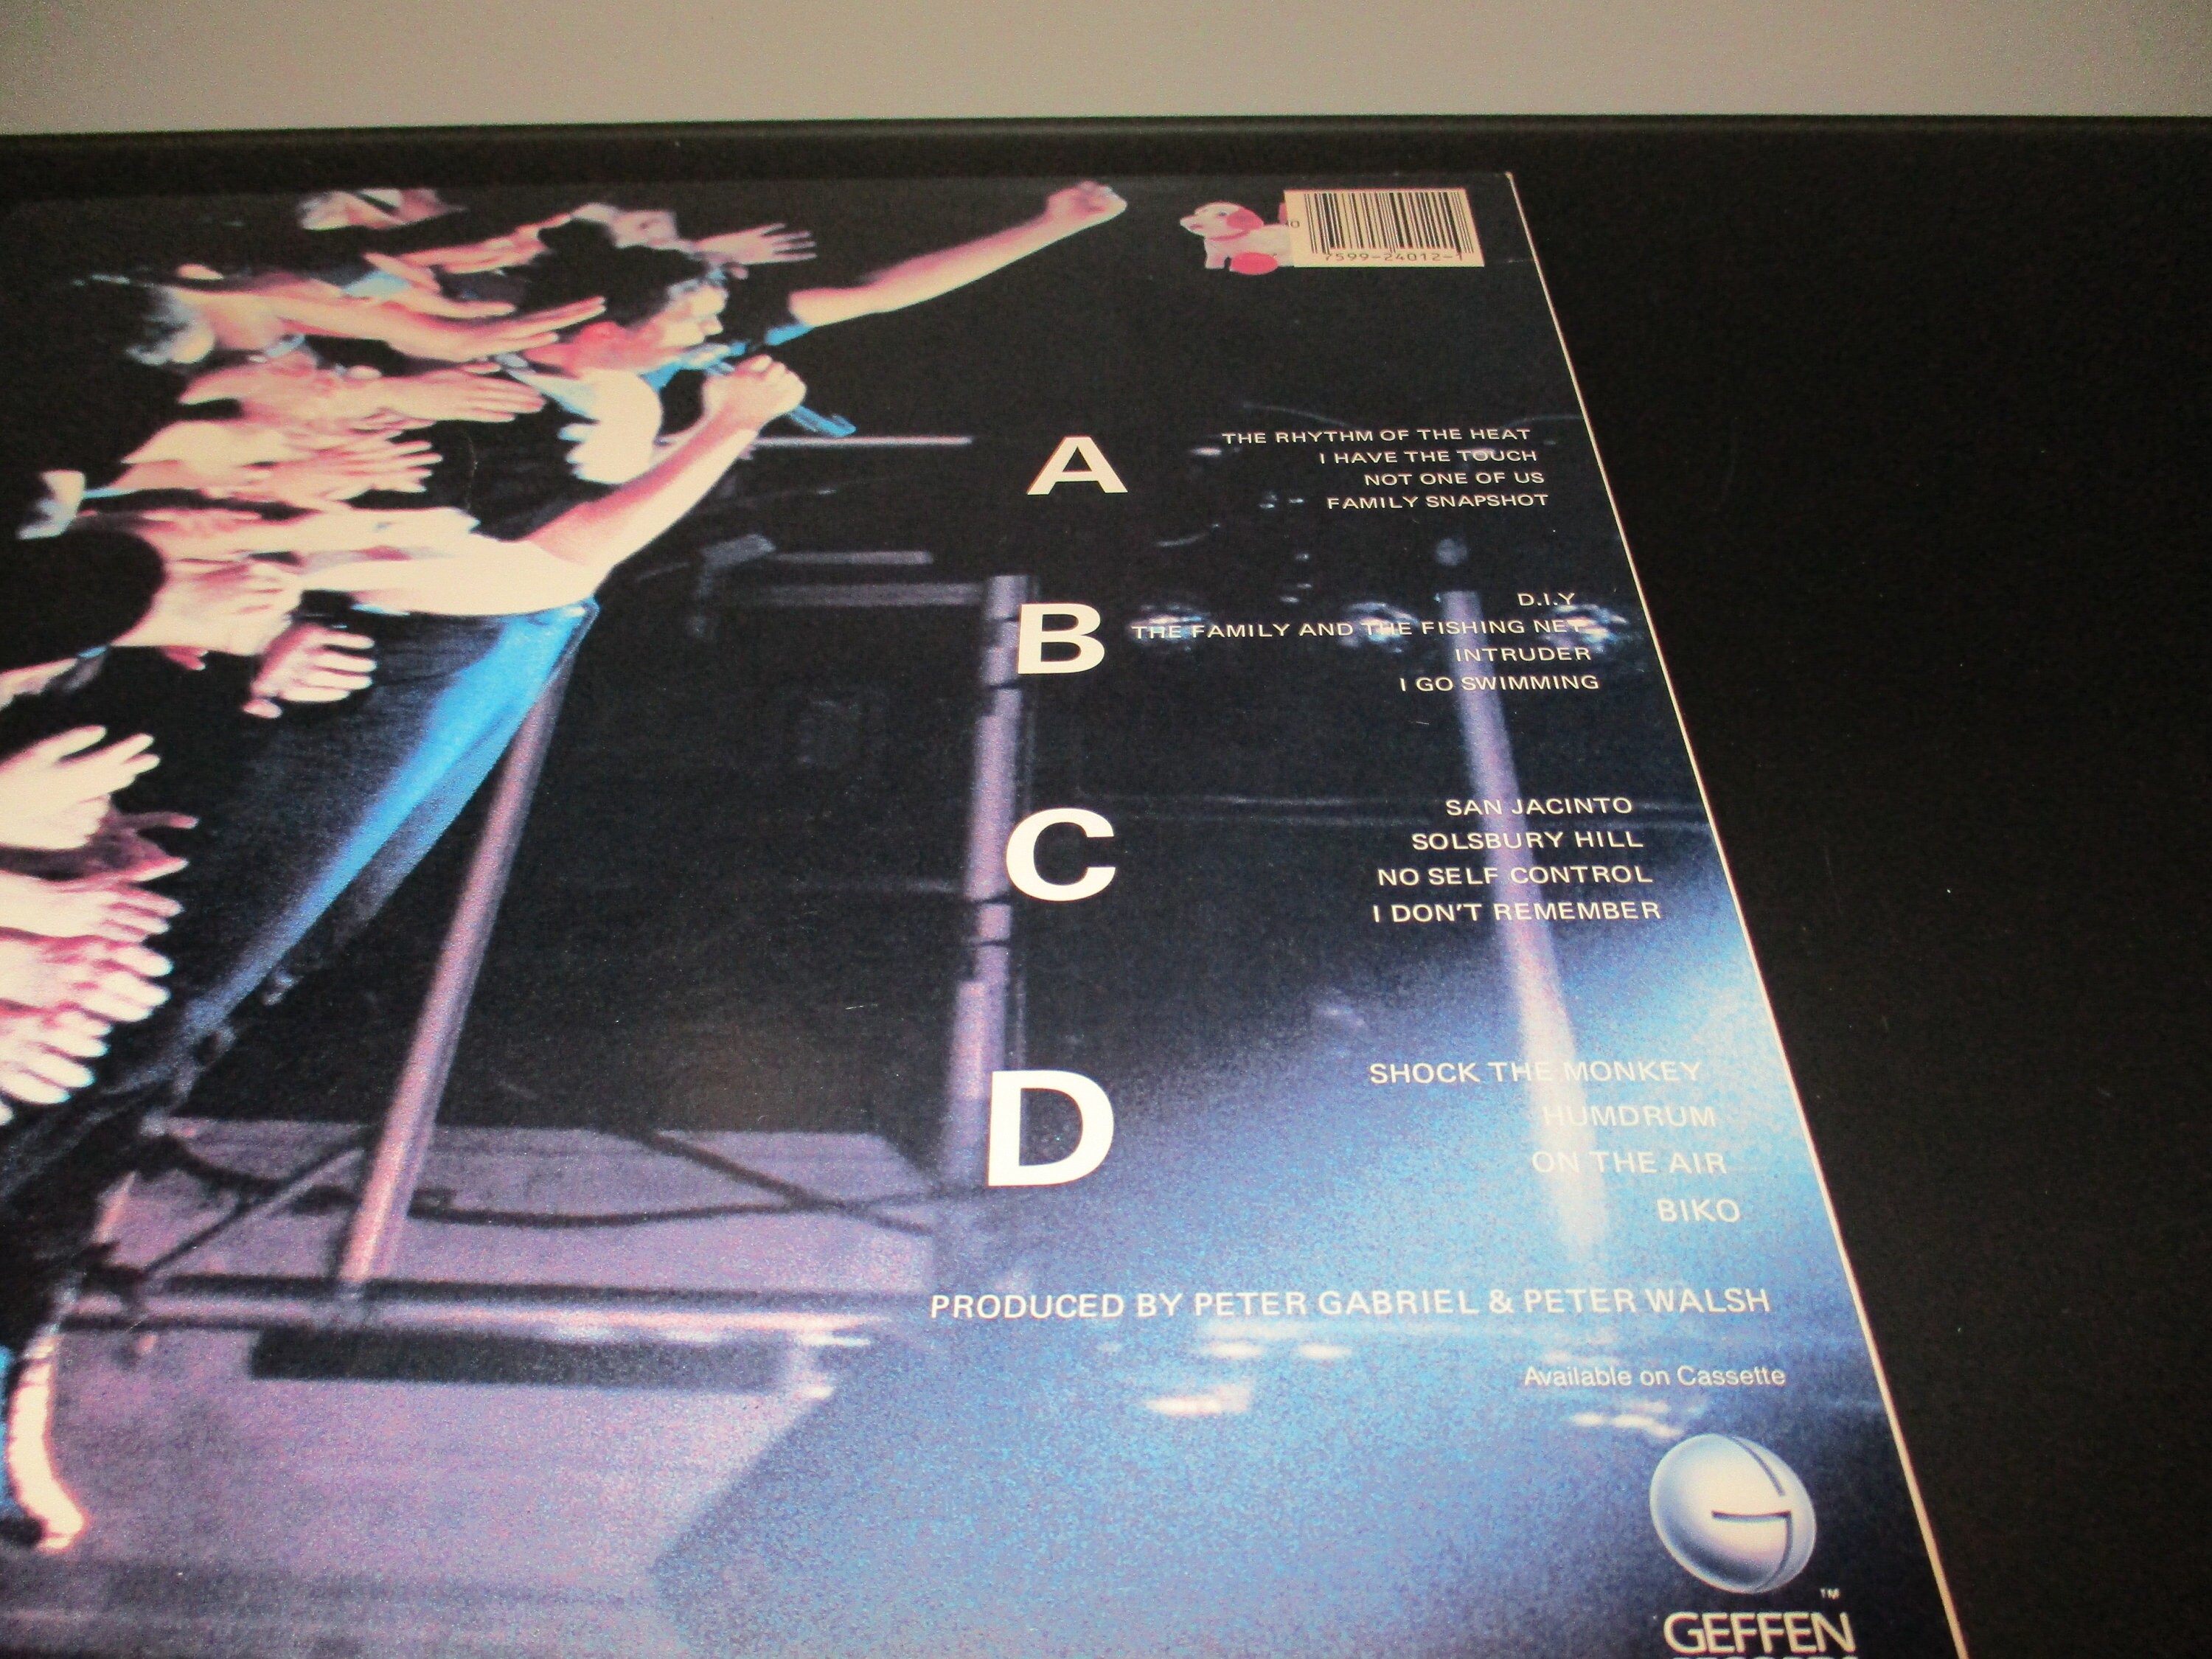 0
7599-24012-1
A
THE RHYTHM OF THE HEAT
I HAVE THE TOUCH
NOT ONE OF US
FAMILY SNAPSHOT
B
D.I.Y
THE FAMILY AND THE FISHING NET
INTRUDER
I GO SWIMMING
C
SAN JACINTO
SOLSBURY HILL
NO SELF CONTROL
I DON'T REMEMBER
D
SHOCK THE MONKEY
HUMDRUM
ON THE AIR
BIKO
PRODUCED BY PETER GABRIEL & PETER WALSH
Available on Cassette
TM
GEFFEN